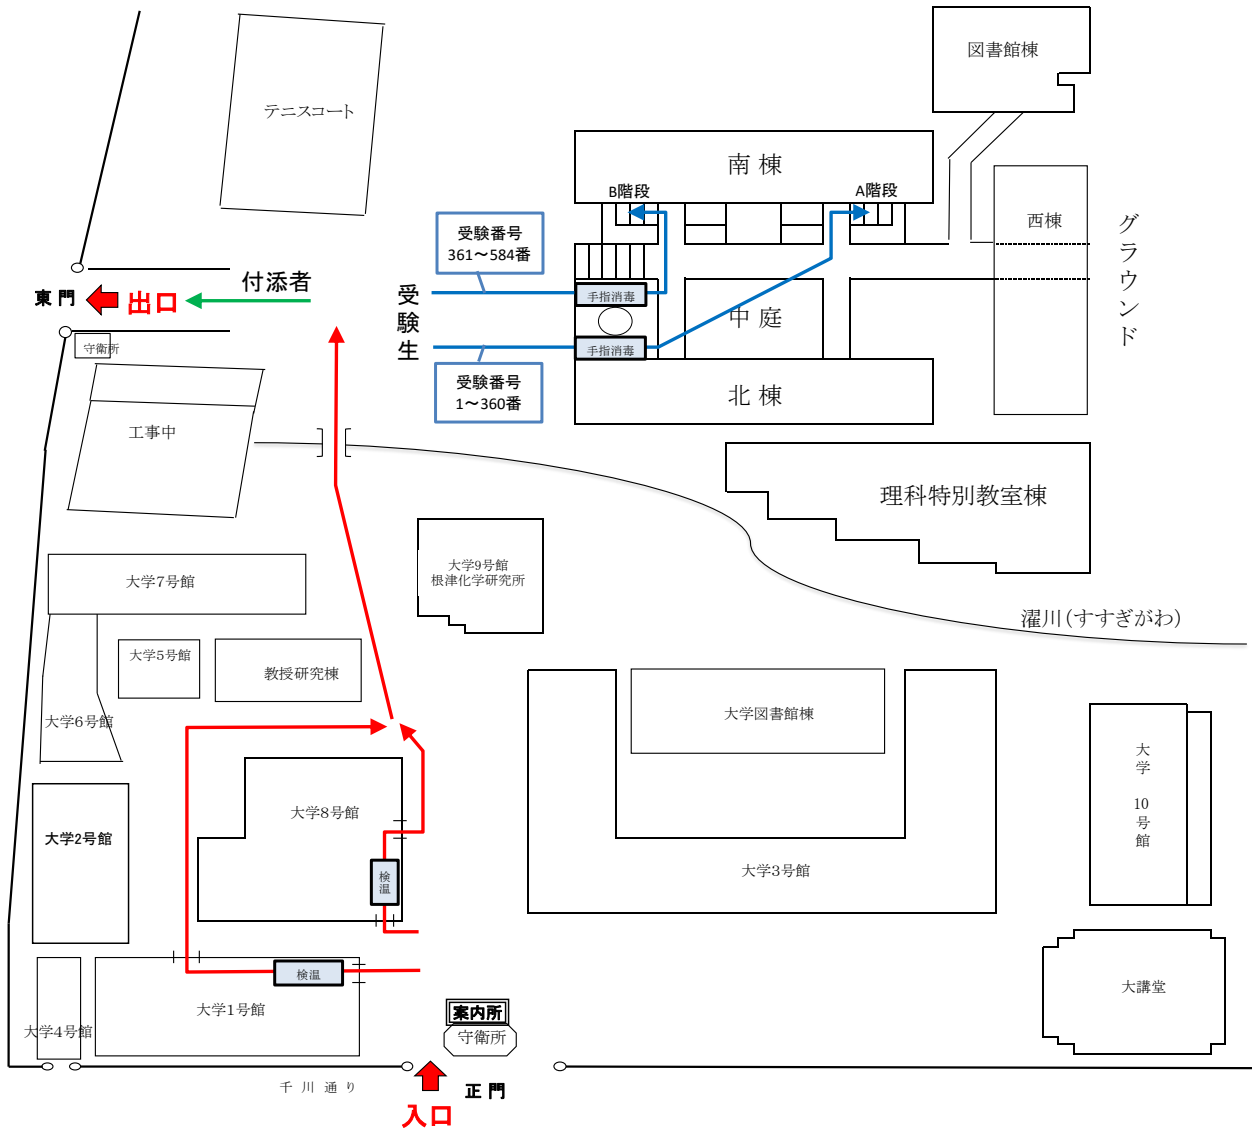 図書館棟
テニスコート
南 棟
B階段
A階段
西棟
グラウンド
受験番号
361～584番
付添者
東 門
出口
受験生
手指消毒
中 庭
手指消毒
守衛所
受験番号
1～360番
北 棟
工事中
理科特別教室棟
大学7号館
大学9号館
根津化学研究所
濯川(すすぎがわ)
大学5号館
教授研究棟
大学6号館
大学図書館棟
大学 10号館
大学8号館
大学2号館
大学3号館
検温
検温
大学1号館
大学4号館
案内所
守衛所
大講堂
千 川 通 り
正 門
入口